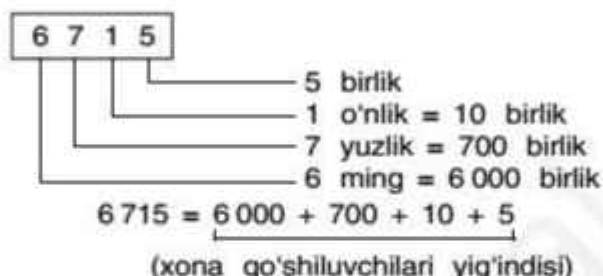 6 7 1 5
5 birlik
1 o'nlik = 10 birlik
7 yuzlik = 700 birlik
6 ming = 6 000 birlik
6 715 = 6 000 + 700 + 10 + 5
(xona qo'shiluvchilari yig'indisi)